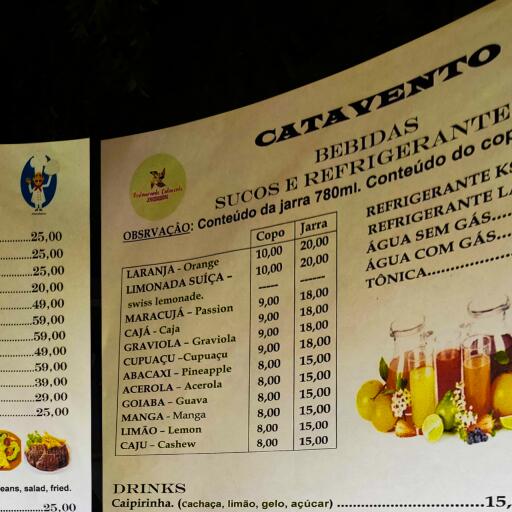 CATAVENTO
BEBIDAS
SUCOS E REFRIGERANTE
OBSRVAÇÃO: Conteúdo da jarra 780ml. Conteúdo do cop
Copo Jarra
LARANJA - Orange 10,00 20,00
LIMONADA SUÍÇA – 10,00 20,00
swiss lemonade. ------ ------
MARACUJÁ - Passion 9,00 18,00
CAJÁ - Caja 9,00 18,00
GRAVIOLA – Graviola 9,00 18,00
CUPUAÇU –Cupuaçu 9,00 18,00
ABACAXI - Pineapple 8,00 15,00
ACEROLA – Acerola 8,00 15,00
GOIABA – Guava 8,00 15,00
MANGA - Manga 8,00 15,00
LIMÃO – Lemon 8,00 15,00
CAJU – Cashew 8,00 15,00
REFRIGERANTE KS
REFRIGERANTE LA
ÁGUA SEM GÁS....
ÁGUA COM GÁS....
TÔNICA..............
DRINKS
Caipirinha. (cachaça, limão, gelo, açúcar) ..............................15,
..........25,00
..........25,00
..........25,00
..........20,00
..........49,00
..........59,00
..........59,00
..........49,00
..........59,00
..........39,00
..........29,00
..........25,00
eans, salad, fried.
..........25,00